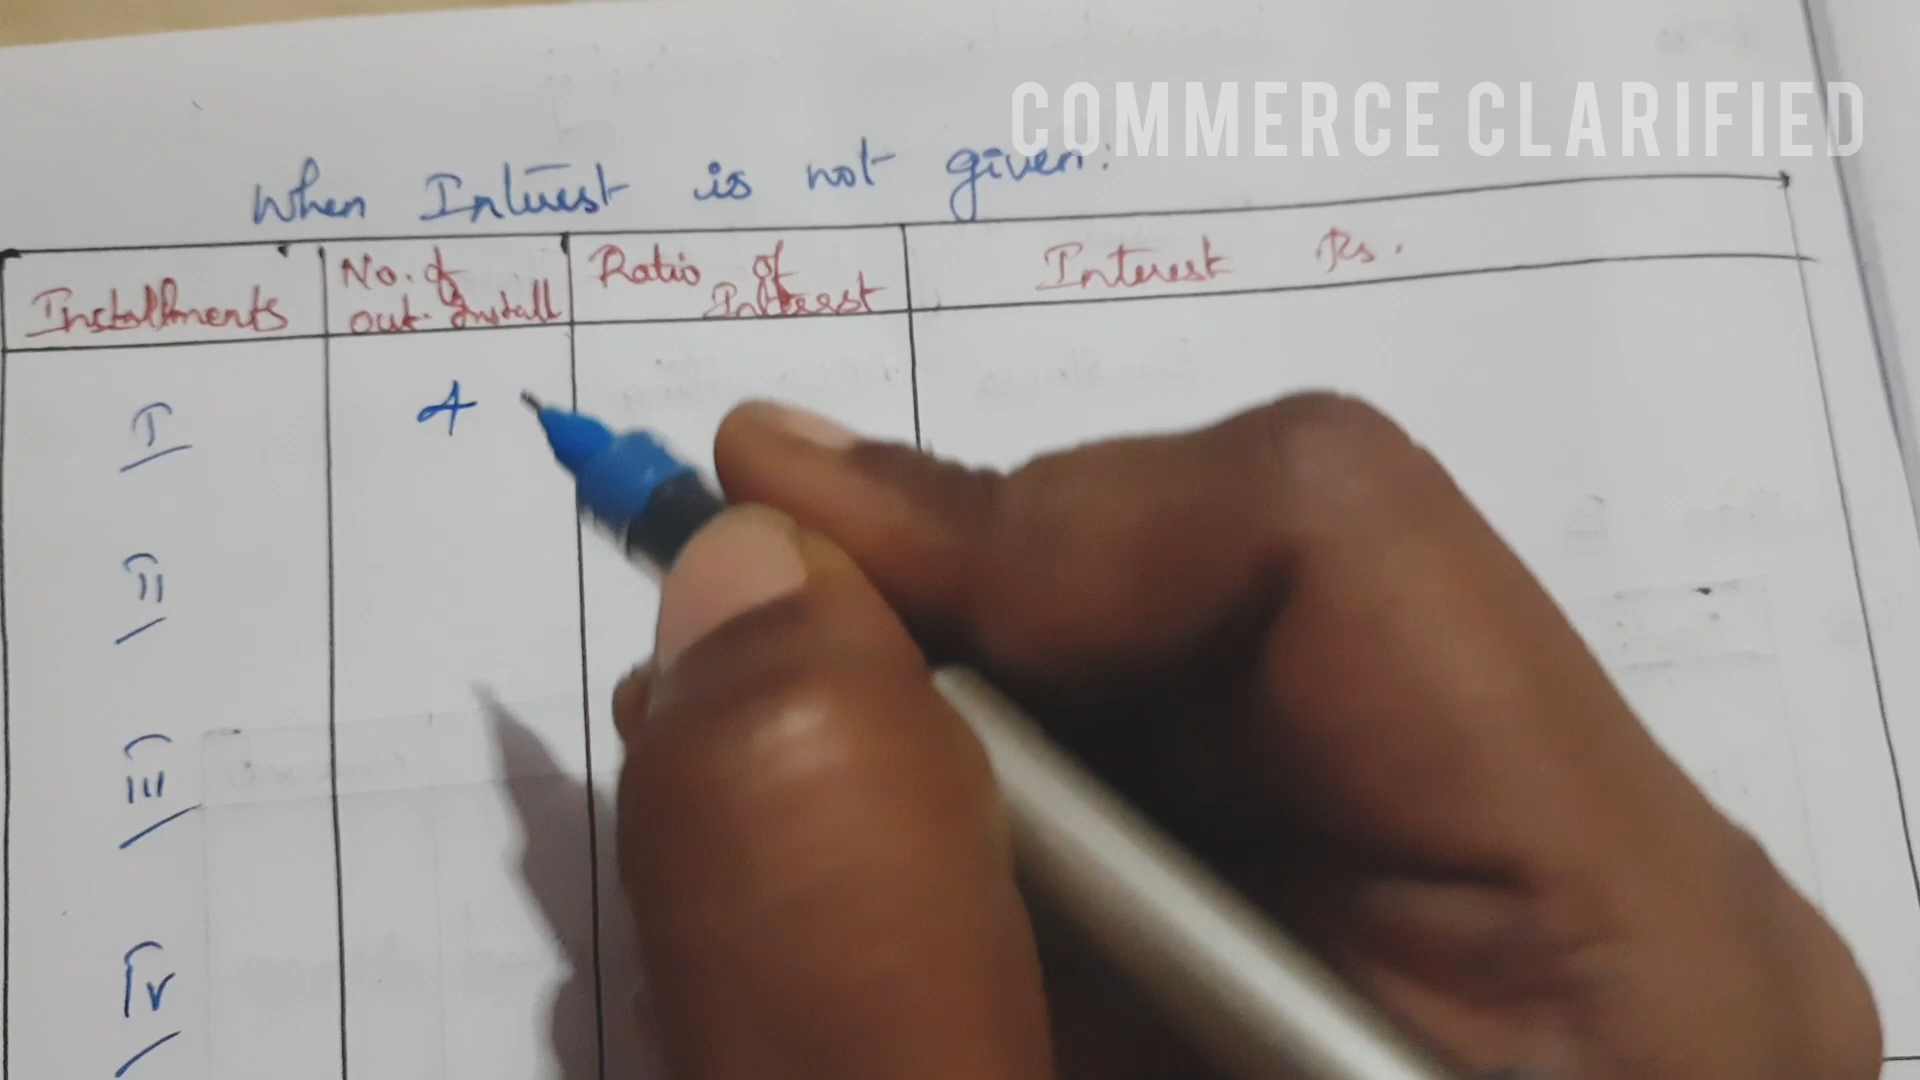 COMMERCE CLARIFIED
When Interest is not given:
Installments
No. of
out. Install
Ratio of
Interest
Interest Rs.
I
4
II
III
IV